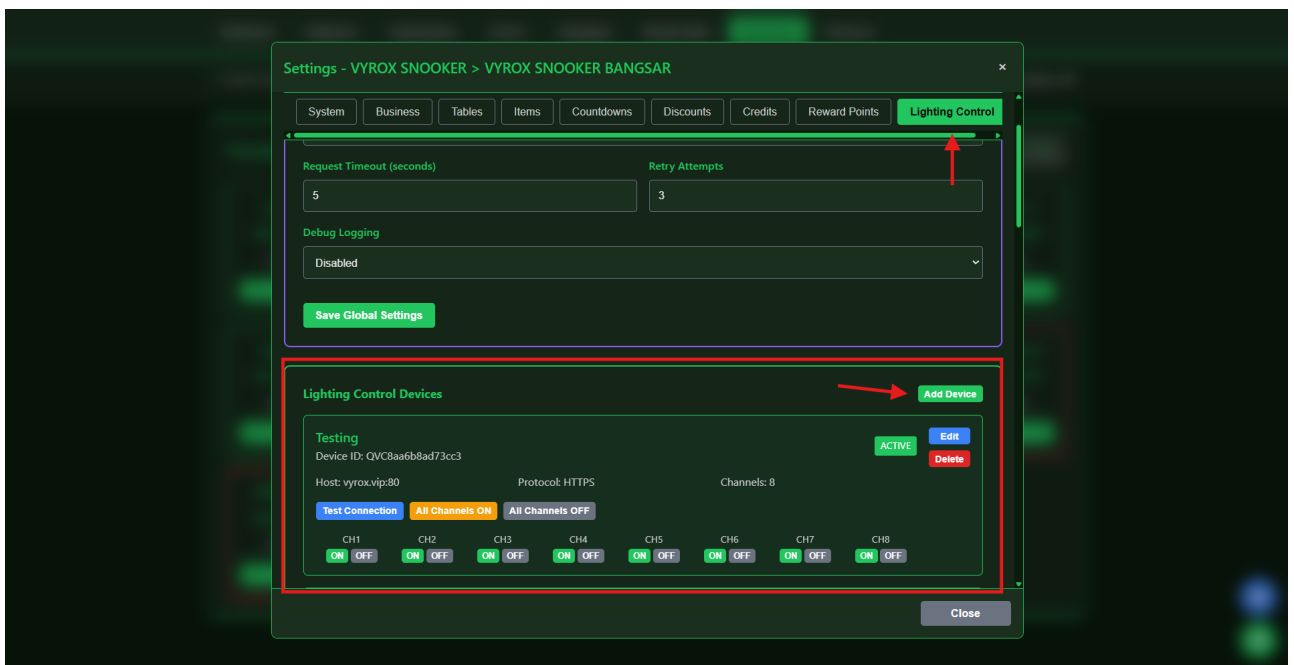 Settings - VYROX SNOOKER > VYROX SNOOKER BANGSAR ×
System Business Tables Items Countdowns Discounts Credits Reward Points Lighting Control
Request Timeout (seconds) Retry Attempts
5 3
Debug Logging
Disabled
Save Global Settings
Lighting Control Devices Add Device
Testing
ACTIVE Edit
Device ID: QVC8aa6b8ad73cc3
Delete
Host: vyrox.vip:80 Protocol: HTTPS Channels: 8
Test Connection All Channels ON All Channels OFF
CH1 CH2 CH3 CH4 CH5 CH6 CH7 CH8
ON OFF ON OFF ON OFF ON OFF ON OFF ON OFF ON OFF ON OFF
Close